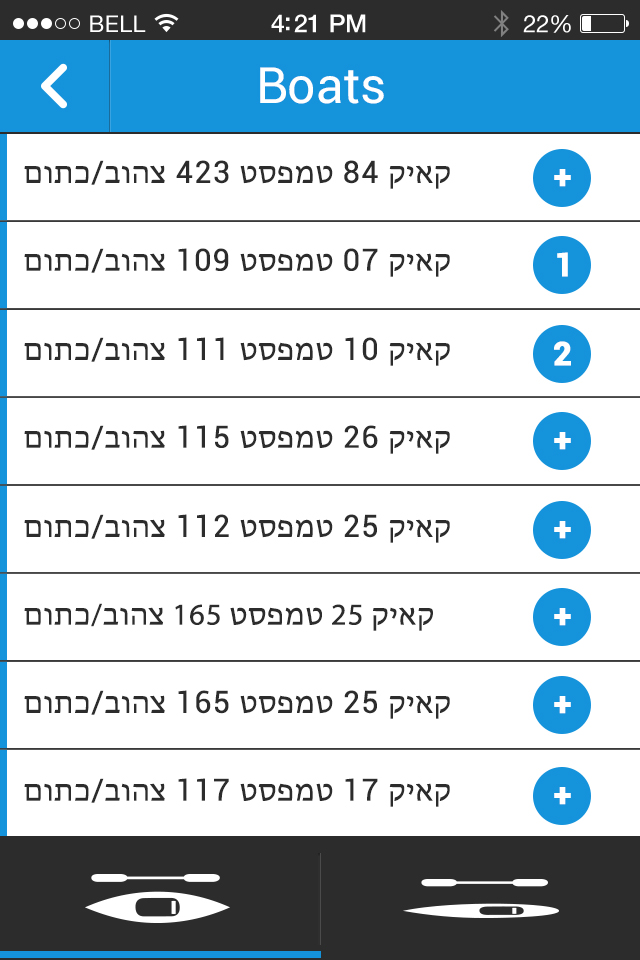 BELL 4:21 PM 22%
Boats
קאיק 84 טמפסט 423 צהוב/כתום +
קאיק 07 טמפסט 109 צהוב/כתום 1
קאיק 10 טמפסט 111 צהוב/כתום 2
קאיק 26 טמפסט 115 צהוב/כתום +
קאיק 25 טמפסט 112 צהוב/כתום +
קאיק 25 טמפסט 165 צהוב/כתום +
קאיק 25 טמפסט 165 צהוב/כתום +
קאיק 17 טמפסט 117 צהוב/כתום +